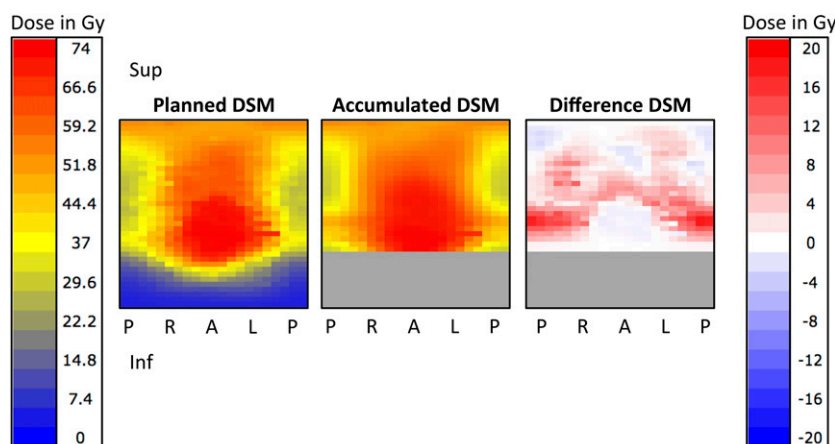 Dose in Gy
74
66.6
59.2
51.8
44.4
37
29.6
22.2
14.8
7.4
0
Sup
Planned DSM
Accumulated DSM
Difference DSM
P R A L P
P R A L P
P R A L P
Inf
Dose in Gy
20
16
12
8
4
0
-4
-8
-12
-16
-20